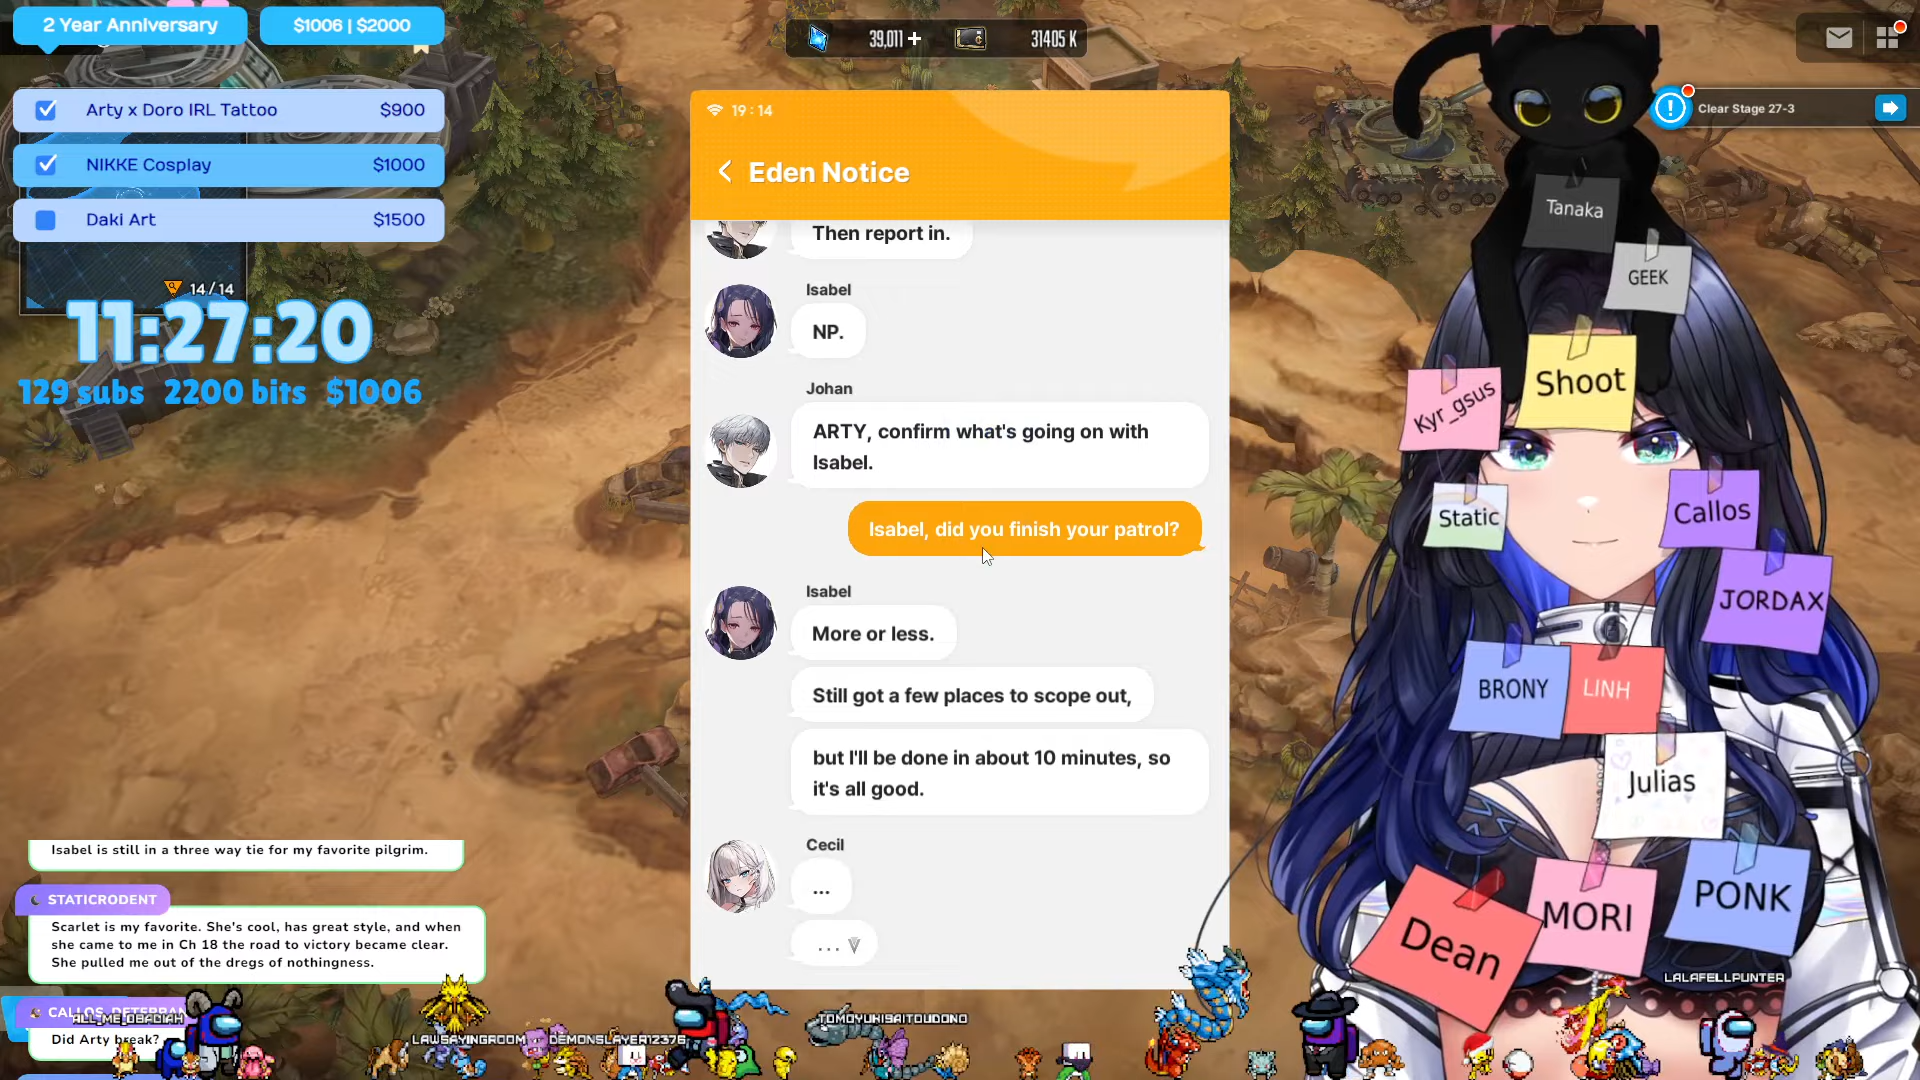 2 Year Anniversary
$1006 | $2000
Arty x Doro IRL Tattoo $900
NIKKE Cosplay $1000
Daki Art $1500
14/14
11:27:20
129 subs 2200 bits $1006
39,011 +
31405 K
Clear Stage 27-3
19:14
Eden Notice
Then report in.
Isabel
NP.
Johan
ARTY, confirm what's going on with
Isabel.
Isabel, did you finish your patrol?
Isabel
More or less.
Still got a few places to scope out,
but I'll be done in about 10 minutes, so
it's all good.
Cecil
...
...
Tanaka
GEEK
Shoot
Kyr_gsus
Static
Callos
JORDAX
BRONY
LINH
Julias
Dean
MORI
PONK
Isabel is still in a three way tie for my favorite pilgrim.
STATICRODENT
Scarlet is my favorite. She's cool, has great style, and when
she came to me in Ch 18 the road to victory became clear.
She pulled me out of the dregs of nothingness.
ALL_ME_OBADIAH
Did Arty break?
LAWSAYINGROOM
DEMONSLAYER12376
TOMOYUKISAITOUDONO
LALAFELLPUNTER